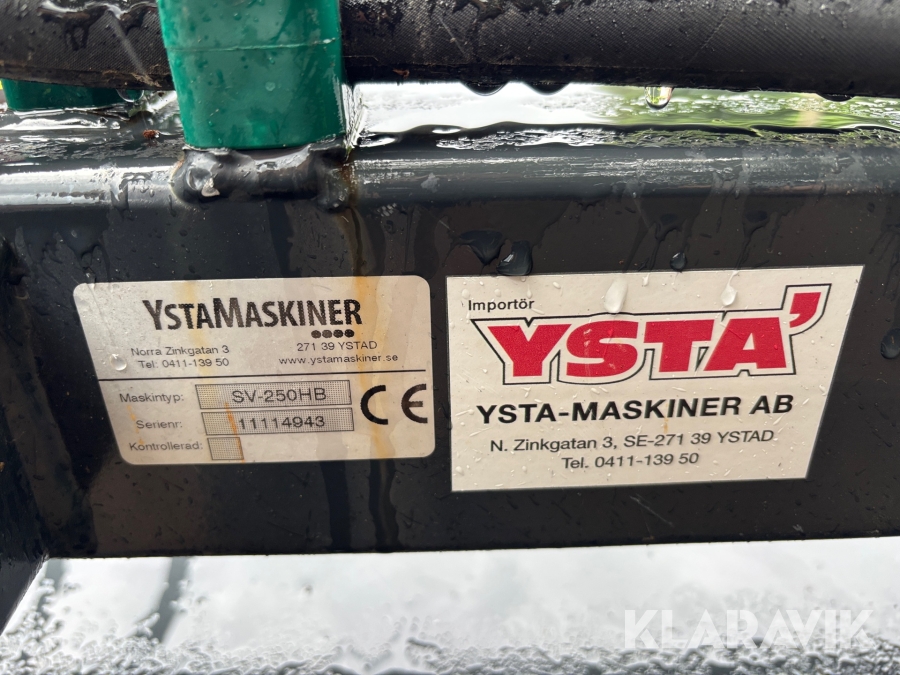 YSTAMASKINER
Norra Zinkgatan 3
271 39 YSTAD
Tel: 0411-139 50
www.ystamaskiner.se
Maskintyp: SV-250HB
Serienr: 11114943
Kontrollerad:
CE
Importör
YSTA'
YSTA-MASKINER AB
N. Zinkgatan 3, SE-271 39 YSTAD
Tel. 0411-139 50
KLARAVIK